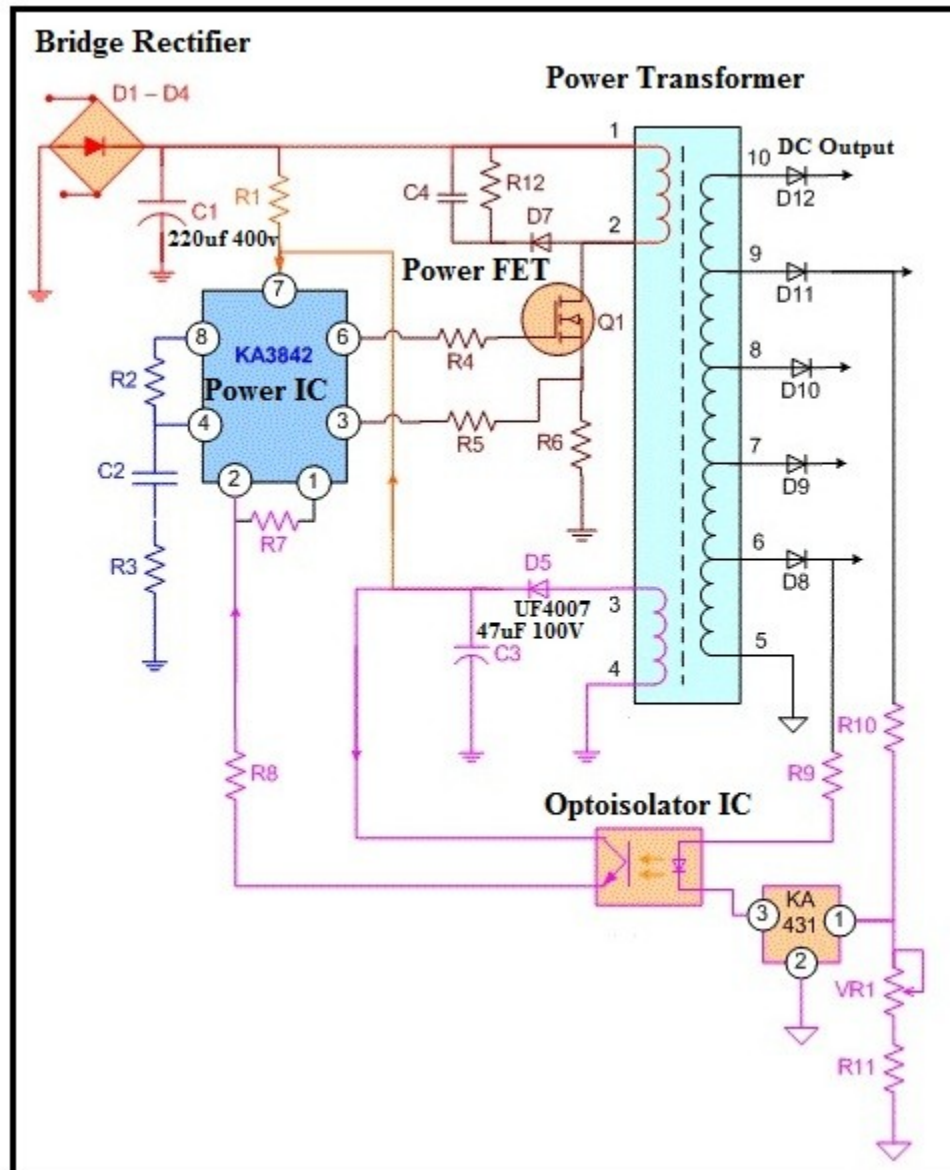 Bridge Rectifier
D1 – D4
Power Transformer
1
10
DC Output
D12
R1
C4
R12
D7
2
C1
220uf 400v
9
D11
Power FET
7
Q1
8
KA3842
6
R4
8
D10
R2
Power IC
4
3
R5
R6
7
D9
C2
2
1
R7
6
D8
R3
D5
UF4007
3
47uF 100V
C3
4
5
R10
R8
R9
Optoisolator IC
KA
431
3
1
2
VR1
R11